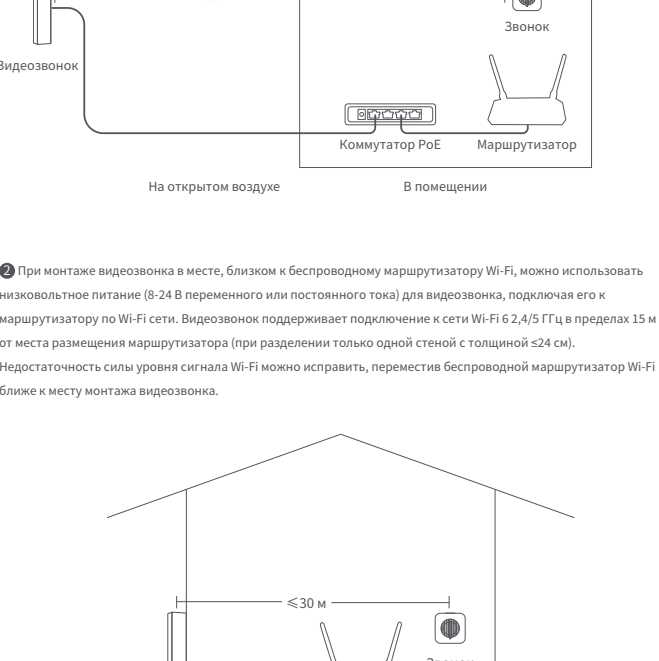 Звонок
Видеозвонок
Коммутатор PoE
Маршрутизатор
На открытом воздухе
В помещении
2 При монтаже видеозвонка в месте, близком к беспроводному маршрутизатору Wi-Fi, можно использовать
низковольтное питание (8-24 В переменного или постоянного тока) для видеозвонка, подключая его к
маршрутизатору по Wi-Fi сети. Видеозвонок поддерживает подключение к сети Wi-Fi 6 2,4/5 ГГц в пределах 15 м
от места размещения маршрутизатора (при разделении только одной стеной с толщиной ≤24 см).
Недостаточность силы уровня сигнала Wi-Fi можно исправить, переместив беспроводной маршрутизатор Wi-Fi
ближе к месту монтажа видеозвонка.
≤30 м